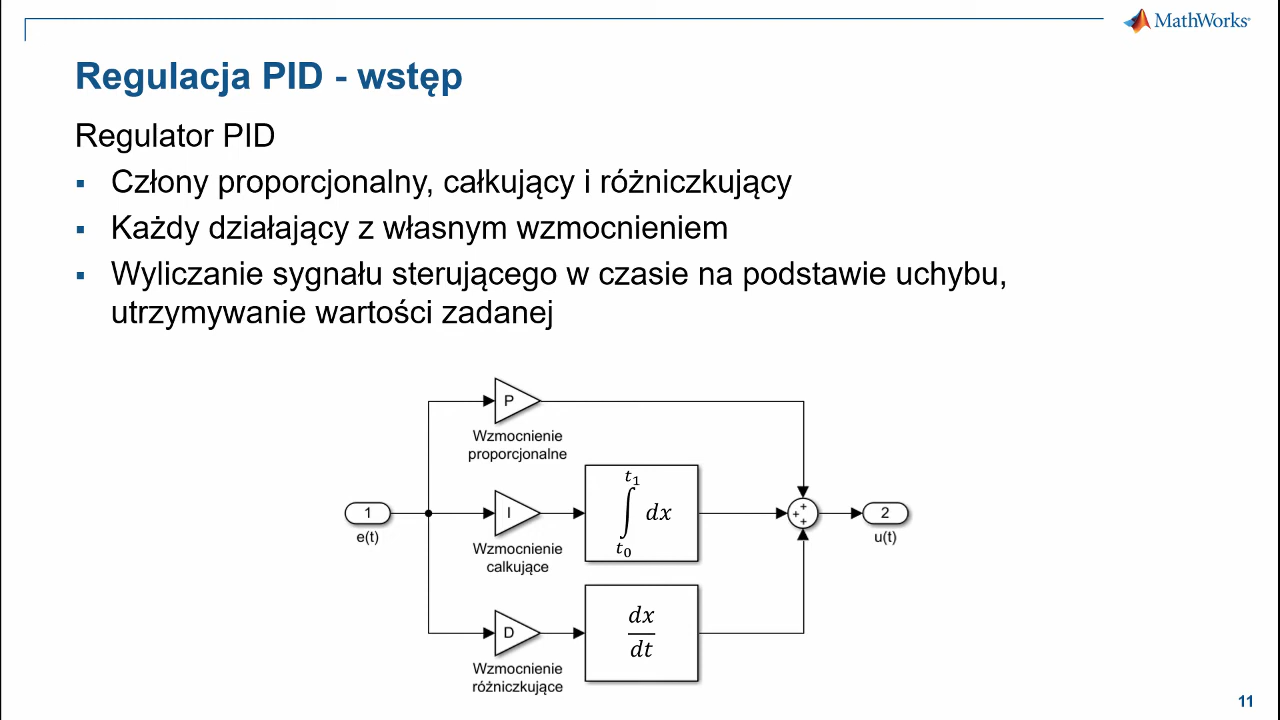 MathWorks®
Regulacja PID - wstęp
Regulator PID
▪ Człony proporcjonalny, całkujący i różniczkujący
▪ Każdy działający z własnym wzmocnieniem
▪ Wyliczanie sygnału sterującego w czasie na podstawie uchybu,
utrzymywanie wartości zadanej
P
Wzmocnienie
proporcjonalne
1
e(t)
I
Wzmocnienie
calkujące
t₁
∫ dx
t₀
+
+
+
2
u(t)
D
Wzmocnienie
różniczkujące
dx
dt
11